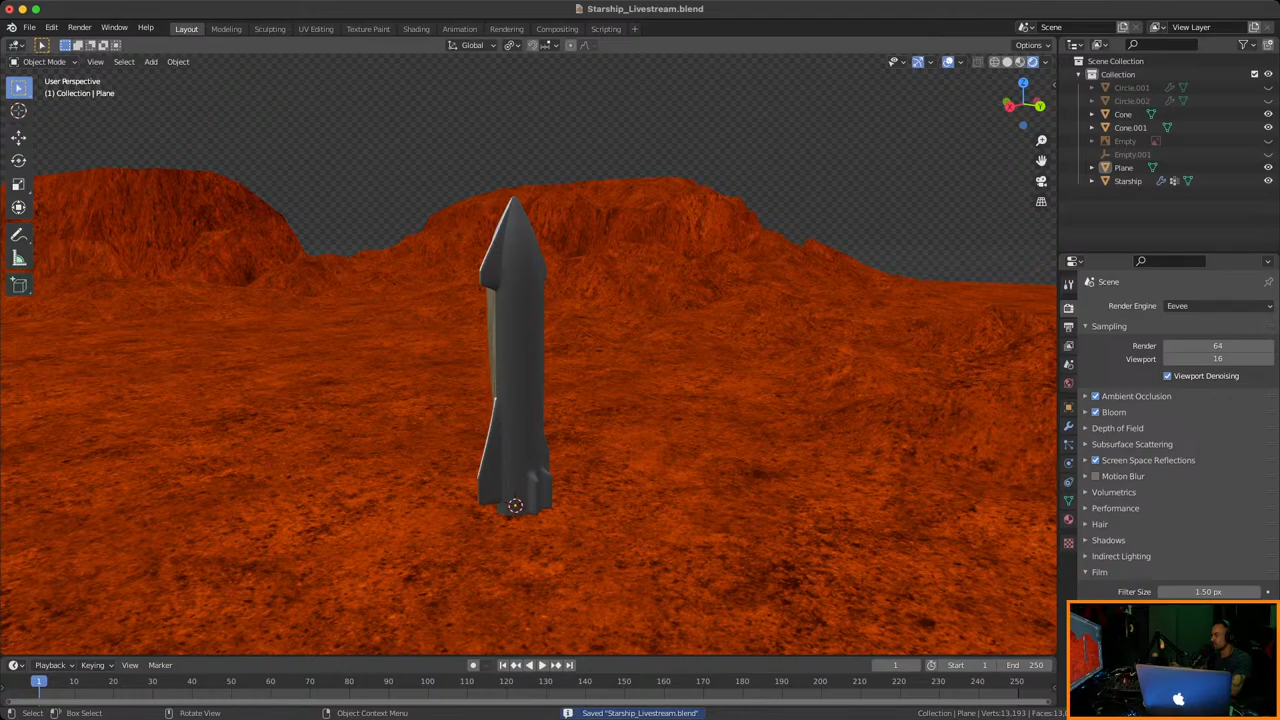 Starship_Livestream.blend
File Edit Render Window Help
Layout Modeling Sculpting UV Editing Texture Paint Shading Animation Rendering Compositing Scripting +
Scene
View Layer
Global
Options
Object Mode View Select Add Object
User Perspective
(1) Collection | Plane
Z
X
Y
Scene Collection
Collection
Circle.001
Circle.002
Cone
Cone.001
Empty
Empty.001
Plane
Starship
Scene
Render Engine Eevee
Sampling
Render 64
Viewport 16
Viewport Denoising
Ambient Occlusion
Bloom
Depth of Field
Subsurface Scattering
Screen Space Reflections
Motion Blur
Volumetrics
Performance
Hair
Shadows
Indirect Lighting
Film
Filter Size 1.50 px
Playback Keying View Marker
1 Start 1 End 250
1 10 20 30 40 50 60 70 80 90 100 110 120 130 140 150 160 170 180 190 200 210 220 230 240 250
Select Box Select Rotate View Object Context Menu Saved "Starship_Livestream.blend" Collection | Plane | Verts:13,193 | Faces:13,